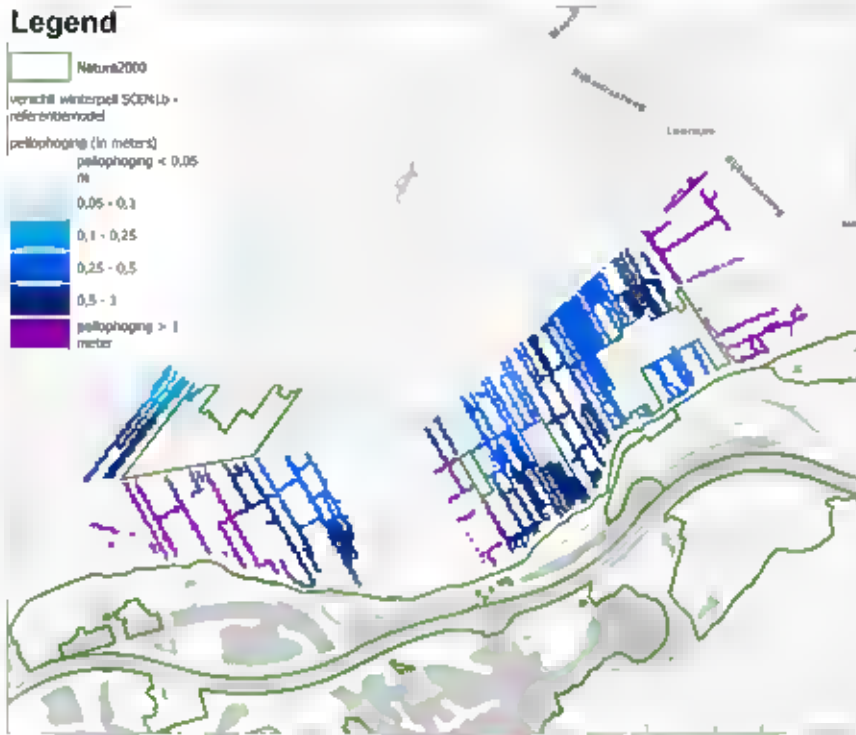 Legend
Natura2000
verschil winterpeil SCEN1b -
referentiemodel
peilophoging (in meters)
peilophoging < 0.05
m
0,05 - 0,1
0,1 - 0,25
0,25 - 0,5
0,5 - 1
peilophoging > 1
meter
Leersum